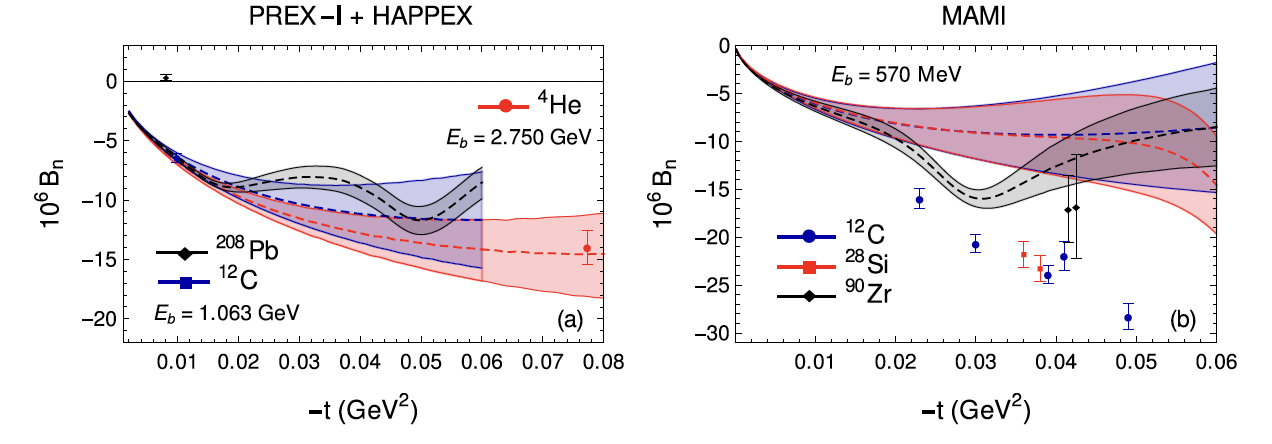 PREX-I + HAPPEX
0
−5
−10
−15
−20
10⁶ Bₙ
⁴He
E_b = 2.750 GeV
²⁰⁸Pb
¹²C
E_b = 1.063 GeV
(a)
0.01 0.02 0.03 0.04 0.05 0.06 0.07 0.08
−t (GeV²)
MAMI
0
−5
−10
−15
−20
−25
−30
10⁶ Bₙ
E_b = 570 MeV
¹²C
²⁸Si
⁹⁰Zr
(b)
0.01 0.02 0.03 0.04 0.05 0.06
−t (GeV²)